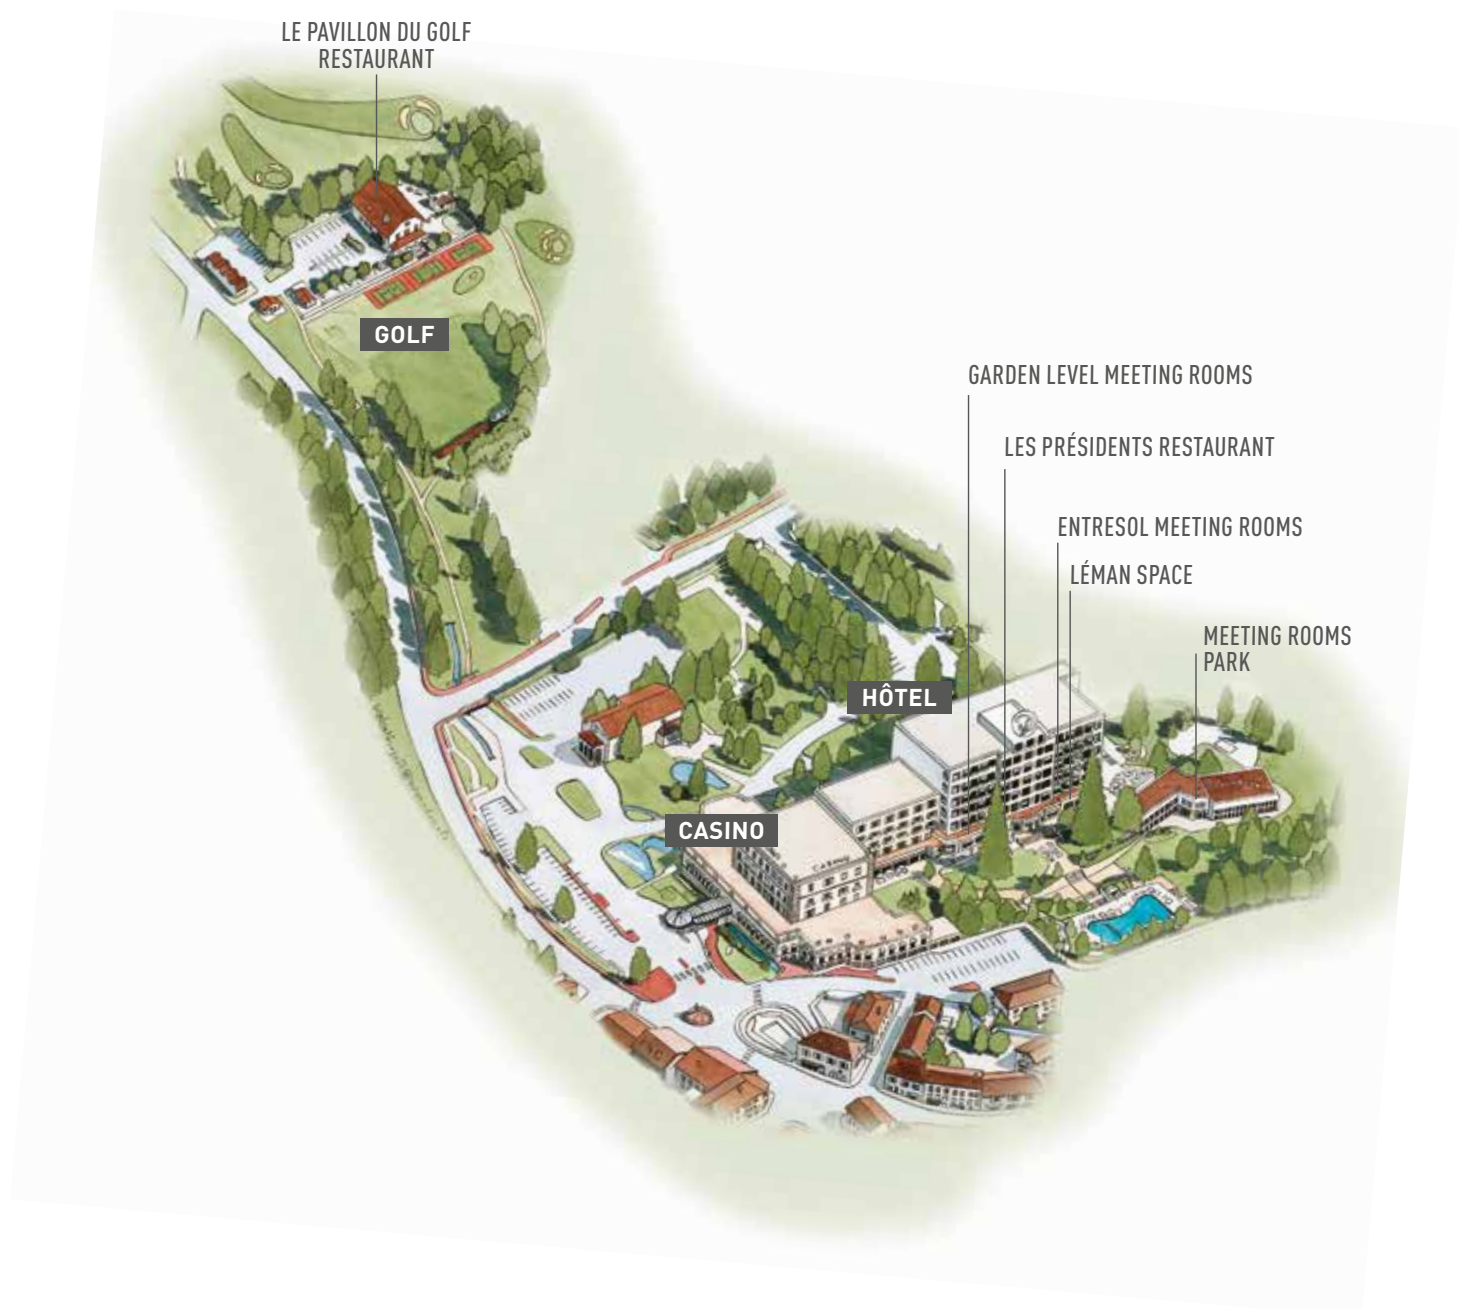 LE PAVILLON DU GOLF
RESTAURANT
GOLF
GARDEN LEVEL MEETING ROOMS
LES PRÉSIDENTS RESTAURANT
ENTRESOL MEETING ROOMS
LÉMAN SPACE
MEETING ROOMS
PARK
HÔTEL
CASINO
CASINO